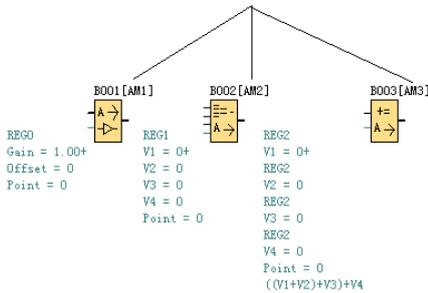 B001[AM1]
B002[AM2]
B003[AM3]
A→
A→
+=
A→
REG0
Gain = 1.00+
Offset = 0
Point = 0
REG1
V1 = 0+
V2 = 0
V3 = 0
V4 = 0
Point = 0
REG2
V1 = 0+
REG2
V2 = 0
REG2
V3 = 0
REG2
V4 = 0
Point = 0
((V1+V2)+V3)+V4